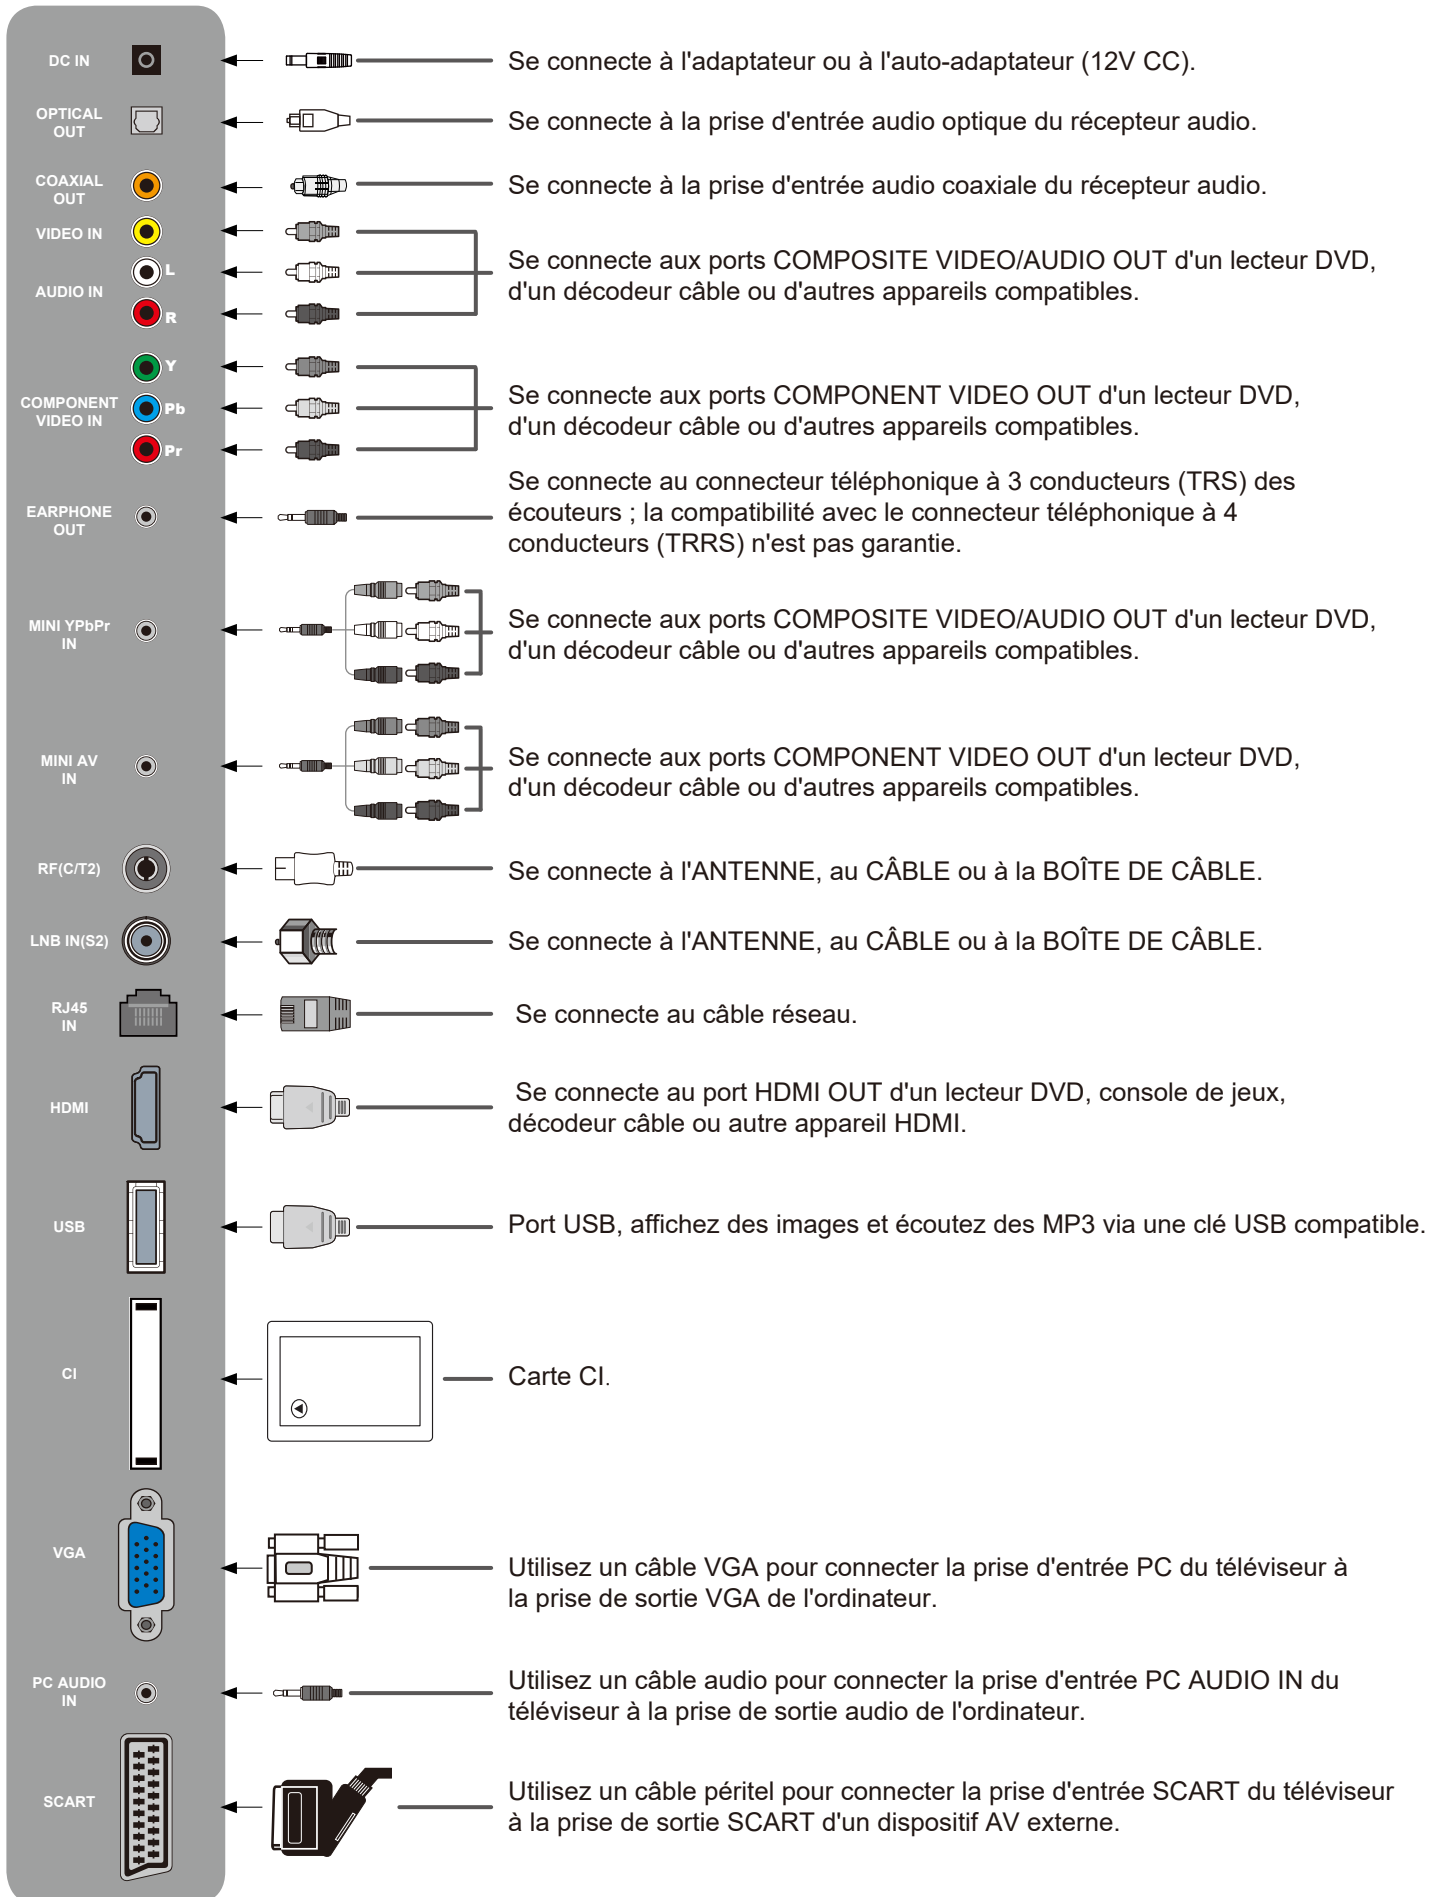 DC IN
Se connecte à l'adaptateur ou à l'auto-adaptateur (12V CC).
OPTICAL
OUT
Se connecte à la prise d'entrée audio optique du récepteur audio.
COAXIAL
OUT
Se connecte à la prise d'entrée audio coaxiale du récepteur audio.
VIDEO IN
L
AUDIO IN
R
Se connecte aux ports COMPOSITE VIDEO/AUDIO OUT d'un lecteur DVD,
d'un décodeur câble ou d'autres appareils compatibles.
Y
COMPONENT
VIDEO IN
Pb
Pr
Se connecte aux ports COMPONENT VIDEO OUT d'un lecteur DVD,
d'un décodeur câble ou d'autres appareils compatibles.
EARPHONE
OUT
Se connecte au connecteur téléphonique à 3 conducteurs (TRS) des
écouteurs ; la compatibilité avec le connecteur téléphonique à 4
conducteurs (TRRS) n'est pas garantie.
MINI YPbPr
IN
Se connecte aux ports COMPOSITE VIDEO/AUDIO OUT d'un lecteur DVD,
d'un décodeur câble ou d'autres appareils compatibles.
MINI AV
IN
Se connecte aux ports COMPONENT VIDEO OUT d'un lecteur DVD,
d'un décodeur câble ou d'autres appareils compatibles.
RF(C/T2)
Se connecte à l'ANTENNE, au CÂBLE ou à la BOÎTE DE CÂBLE.
LNB IN(S2)
Se connecte à l'ANTENNE, au CÂBLE ou à la BOÎTE DE CÂBLE.
RJ45
IN
Se connecte au câble réseau.
HDMI
Se connecte au port HDMI OUT d'un lecteur DVD, console de jeux,
décodeur câble ou autre appareil HDMI.
USB
Port USB, affichez des images et écoutez des MP3 via une clé USB compatible.
CI
Carte CI.
VGA
Utilisez un câble VGA pour connecter la prise d'entrée PC du téléviseur à
la prise de sortie VGA de l'ordinateur.
PC AUDIO
IN
Utilisez un câble audio pour connecter la prise d'entrée PC AUDIO IN du
téléviseur à la prise de sortie audio de l'ordinateur.
SCART
Utilisez un câble péritel pour connecter la prise d'entrée SCART du téléviseur
à la prise de sortie SCART d'un dispositif AV externe.